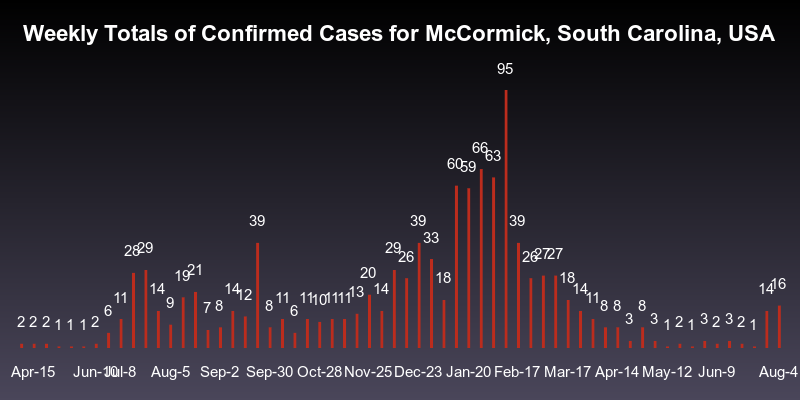 Weekly Totals of Confirmed Cases for McCormick, South Carolina, USA
95
66
63
60 59
39 39 39
33
28 29 29 26 26 27 27
19 21 20 18 18
14 14 14 14 14 16
11 12 11 11 10 11 11 13 11
9 7 8 8 8 8 8
6 6
2 2 2 1 1 1 2 3 3 1 2 1 3 2 3 2 1
Apr-15 Jun-10 Jul-8 Aug-5 Sep-2 Sep-30 Oct-28 Nov-25 Dec-23 Jan-20 Feb-17 Mar-17 Apr-14 May-12 Jun-9 Aug-4